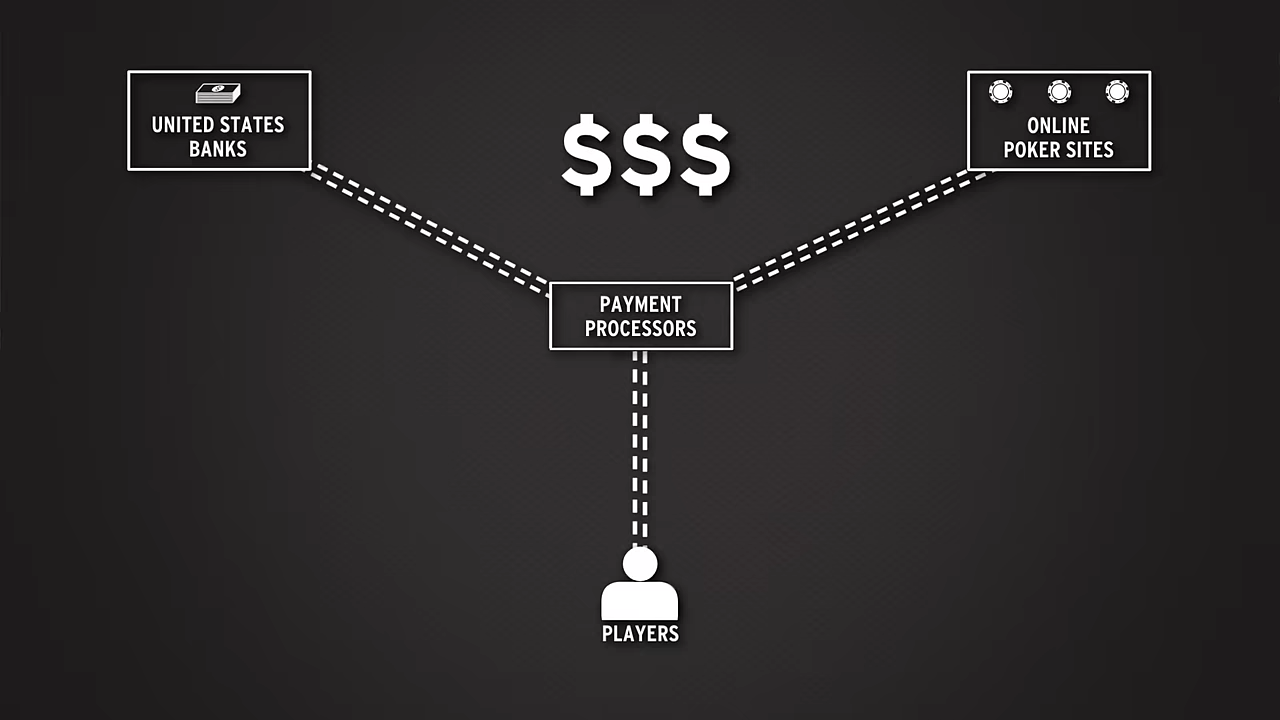 UNITED STATES
BANKS
$$$
ONLINE
POKER SITES
PAYMENT
PROCESSORS
PLAYERS